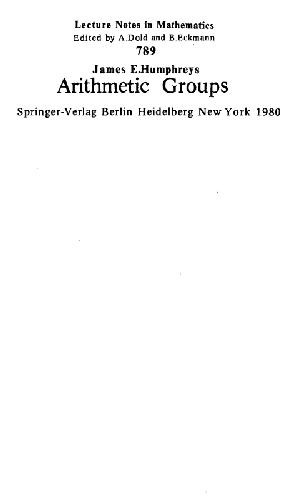 Lecture Notes in Mathematics
Edited by A.Dold and B.Eckmann
789
James E.Humphreys
Arithmetic Groups
Springer-Verlag Berlin Heidelberg New York 1980